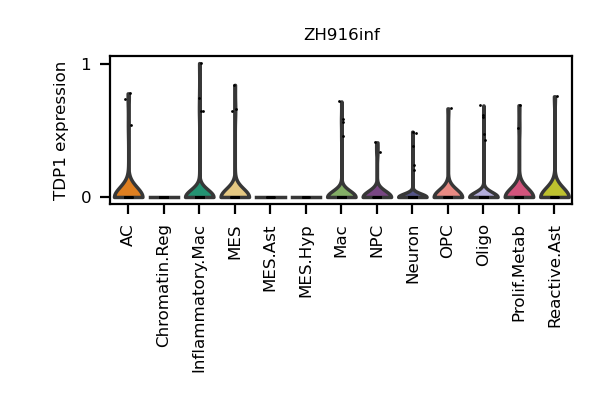 ZH916inf
TDP1 expression
1
0
AC
Chromatin.Reg
Inflammatory.Mac
MES
MES.Ast
MES.Hyp
Mac
NPC
Neuron
OPC
Oligo
Prolif.Metab
Reactive.Ast